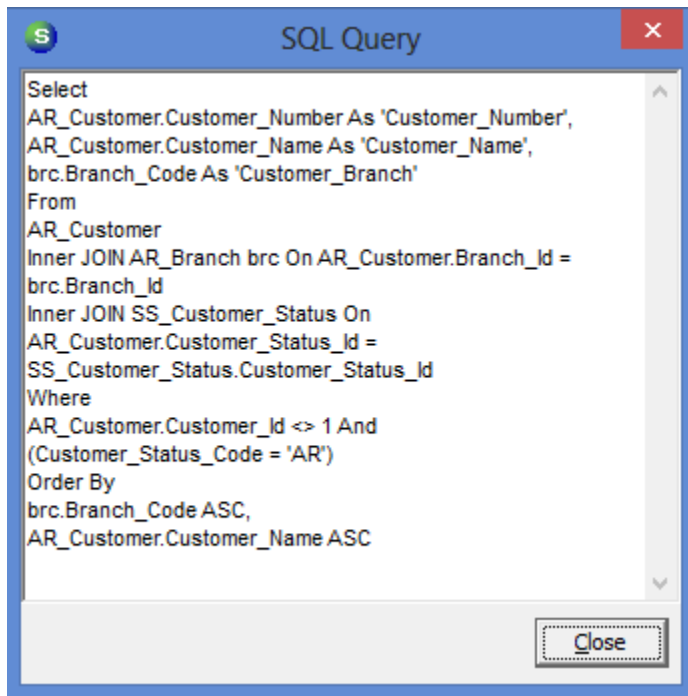 S
SQL Query
Select
AR_Customer.Customer_Number As 'Customer_Number',
AR_Customer.Customer_Name As 'Customer_Name',
brc.Branch_Code As 'Customer_Branch'
From
AR_Customer
Inner JOIN AR_Branch brc On AR_Customer.Branch_Id =
brc.Branch_Id
Inner JOIN SS_Customer_Status On
AR_Customer.Customer_Status_Id =
SS_Customer_Status.Customer_Status_Id
Where
AR_Customer.Customer_Id <> 1 And
(Customer_Status_Code = 'AR')
Order By
brc.Branch_Code ASC,
AR_Customer.Customer_Name ASC
Close